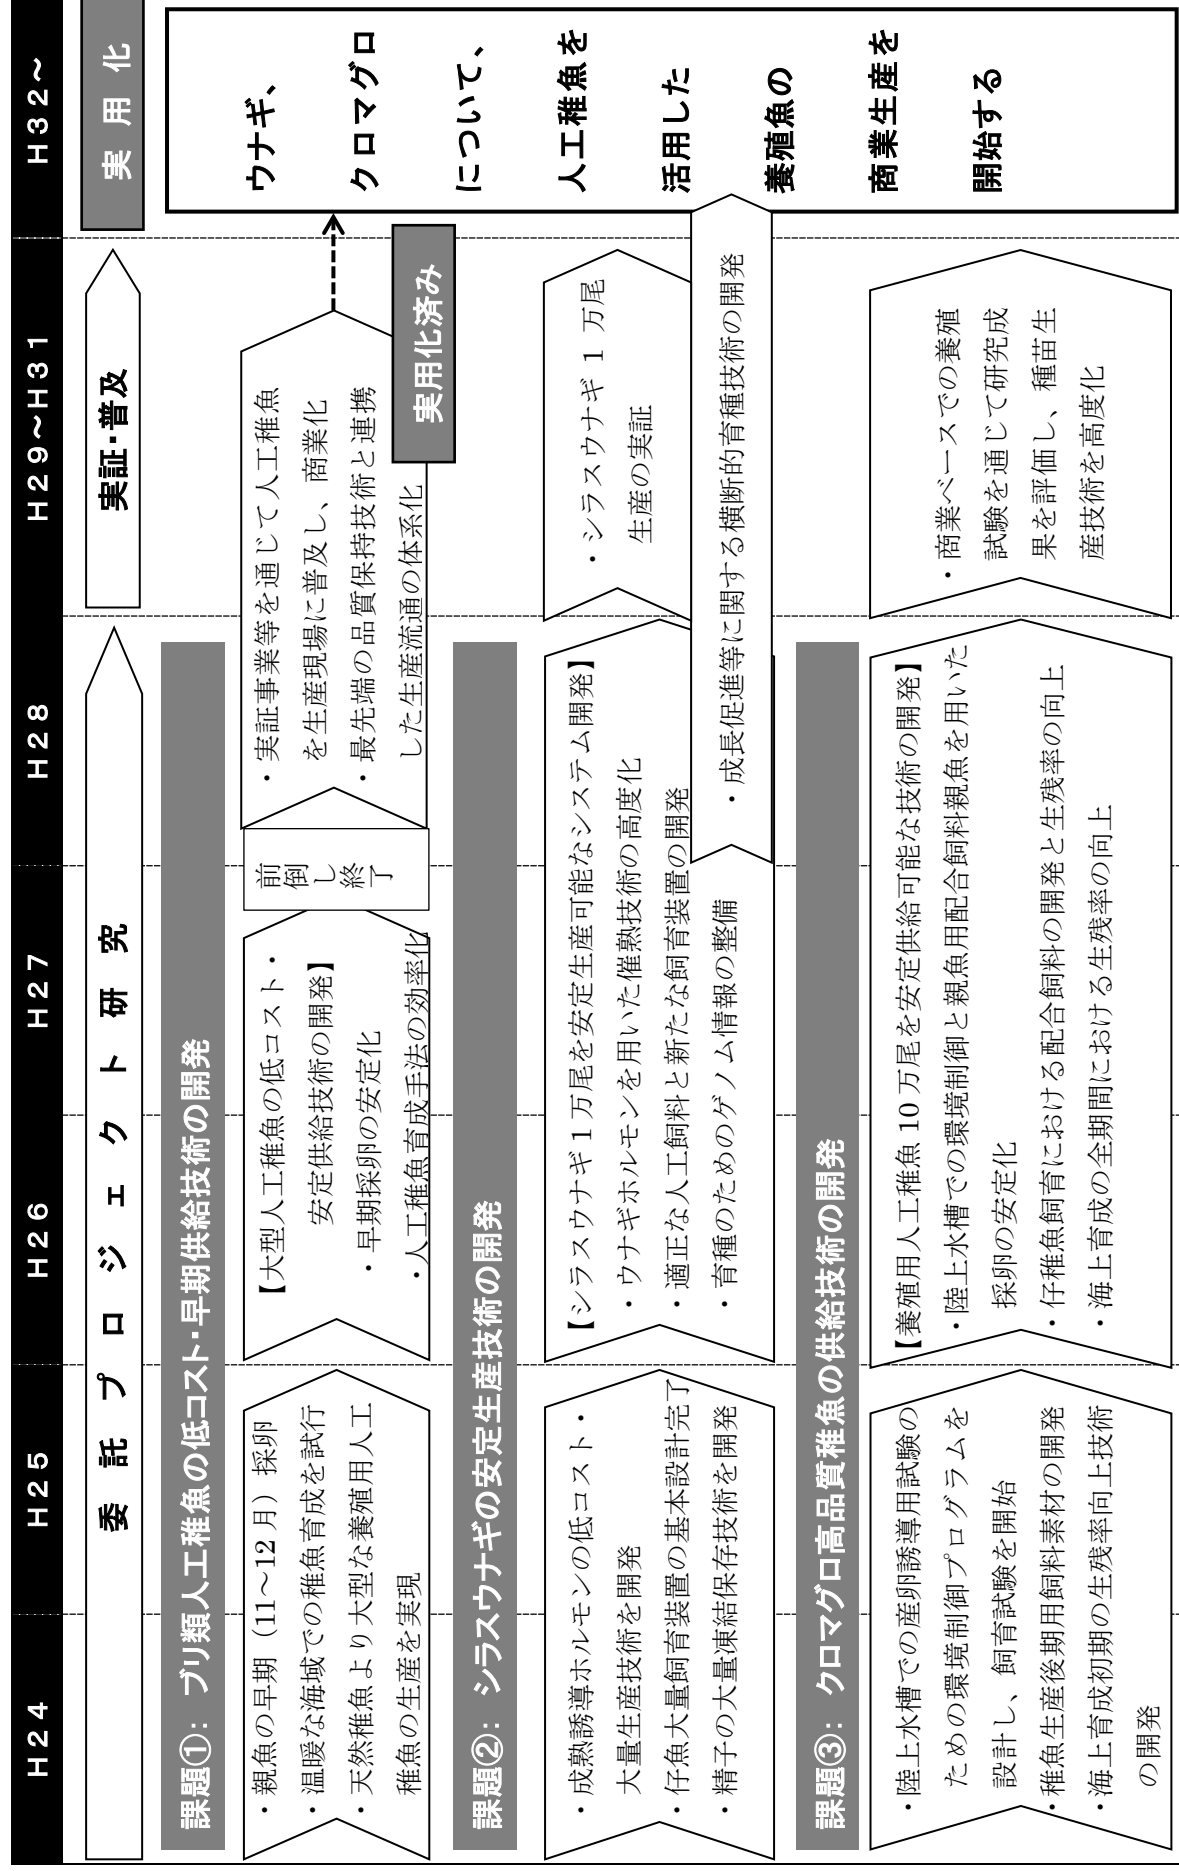 H24
H25
H26
H27
H28
H29～H31
H32～
委託プロジェクト研究
実証・普及
実用化
課題①： ブリ類人工稚魚の低コスト・早期供給技術の開発
・親魚の早期（11～12月）採卵
・温暖な海域での稚魚育成を試行
・天然稚魚より大型な養殖用人工
稚魚の生産を実現
【大型人工稚魚の低コスト・
安定供給技術の開発】
・早期採卵の安定化
・人工稚魚育成手法の効率化
前
倒
し
終
了
・実証事業等を通じて人工稚魚
を生産現場に普及し、商業化
・最先端の品質保持技術と連携
した生産流通の体系化
実用化済み
課題②： シラスウナギの安定生産技術の開発
・成熟誘導ホルモンの低コスト・
大量生産技術を開発
・仔魚大量飼育装置の基本設計完了
・精子の大量凍結保存技術を開発
【シラスウナギ1万尾を安定生産可能なシステム開発】
・ウナギホルモンを用いた催熟技術の高度化
・適正な人工飼料と新たな飼育装置の開発
・育種のためのゲノム情報の整備
・シラスウナギ1万尾
生産の実証
・成長促進等に関する横断的育種技術の開発
課題③： クロマグロ高品質稚魚の供給技術の開発
・陸上水槽での産卵誘導用試験の
ための環境制御プログラムを
設計し、飼育試験を開始
・稚魚生産後期用飼料素材の開発
・海上育成初期の生残率向上技術
の開発
【養殖用人工稚魚10万尾を安定供給可能な技術の開発】
・陸上水槽での環境制御と親魚用配合飼料親魚を用いた
採卵の安定化
・仔稚魚飼育における配合飼料の開発と生残率の向上
・海上育成の全期間における生残率の向上
・商業ベースでの養殖
試験を通じて研究成
果を評価し、種苗生
産技術を高度化
ウナギ、
クロマグロ
について、
人工稚魚を
活用した
養殖魚の
商業生産を
開始する